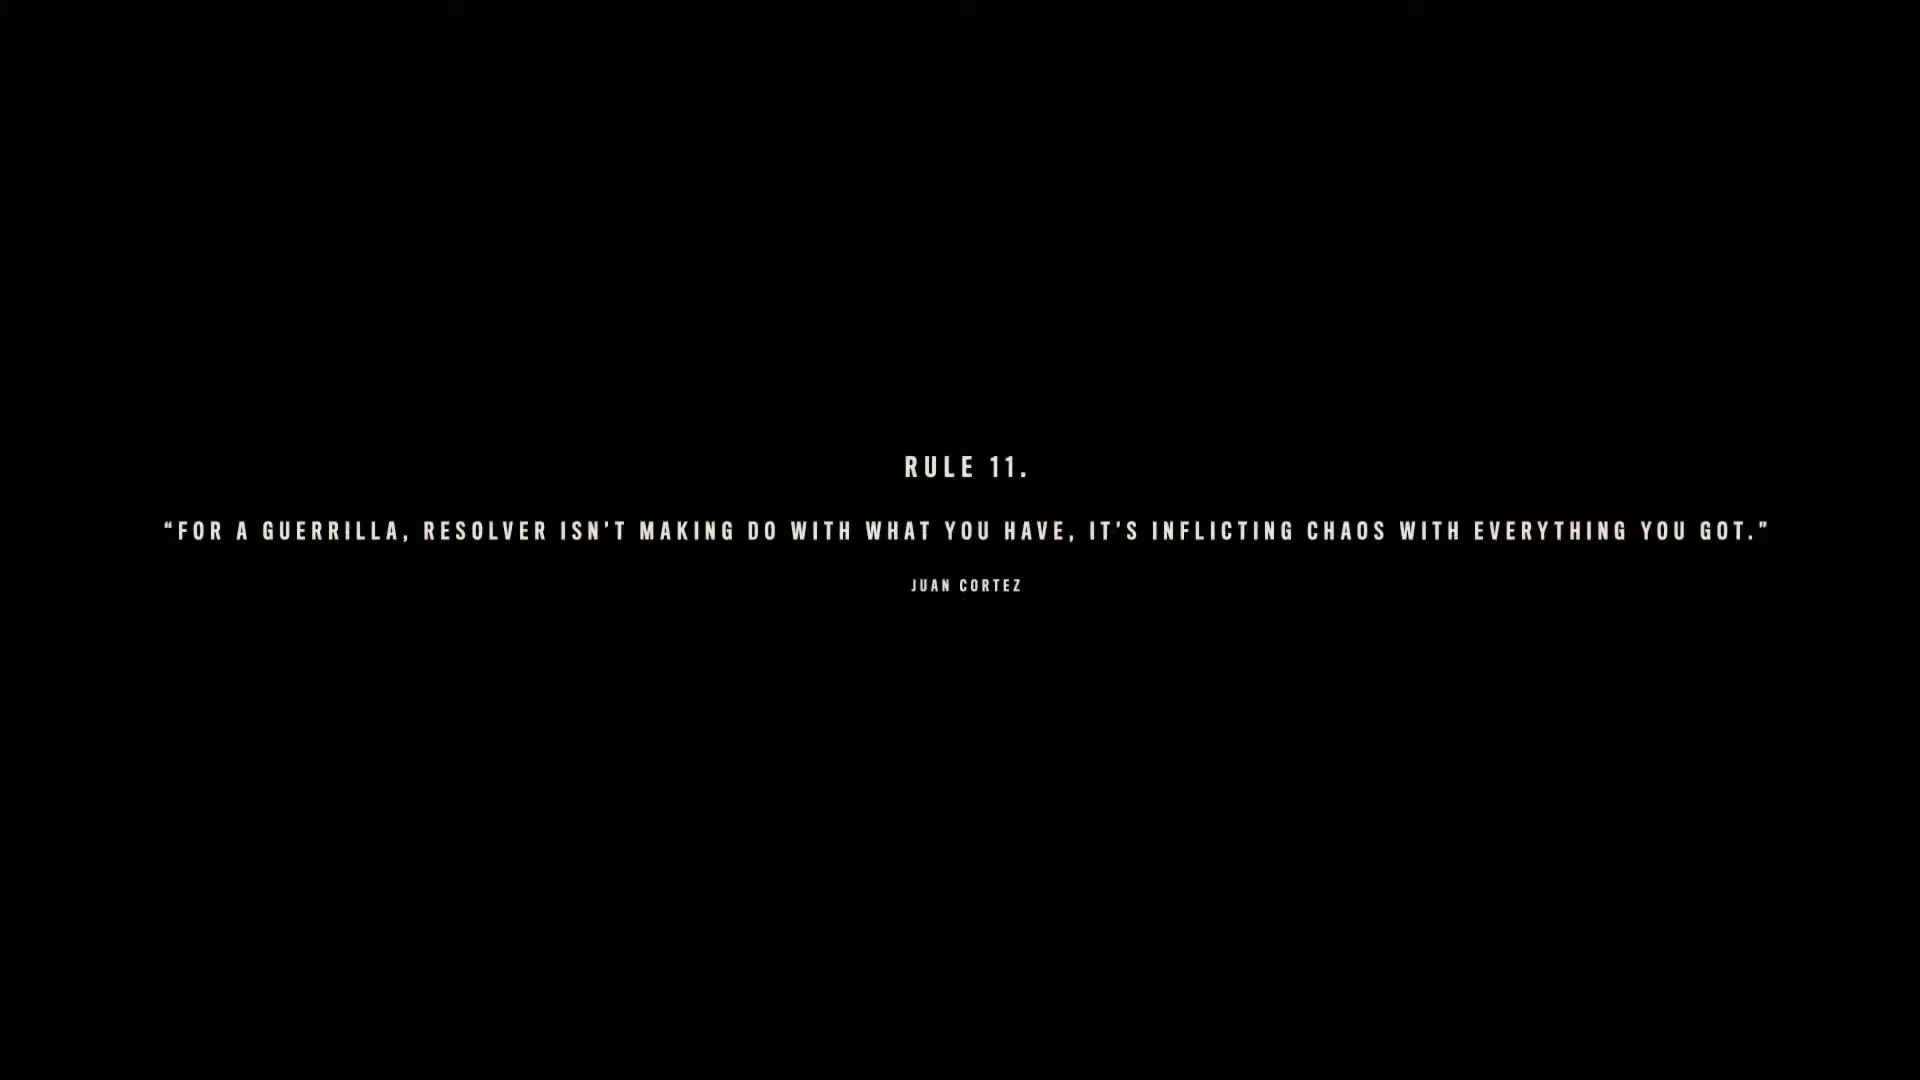 RULE 11.
“FOR A GUERRILLA, RESOLVER ISN’T MAKING DO WITH WHAT YOU HAVE, IT’S INFLICTING CHAOS WITH EVERYTHING YOU GOT.”
JUAN CORTEZ